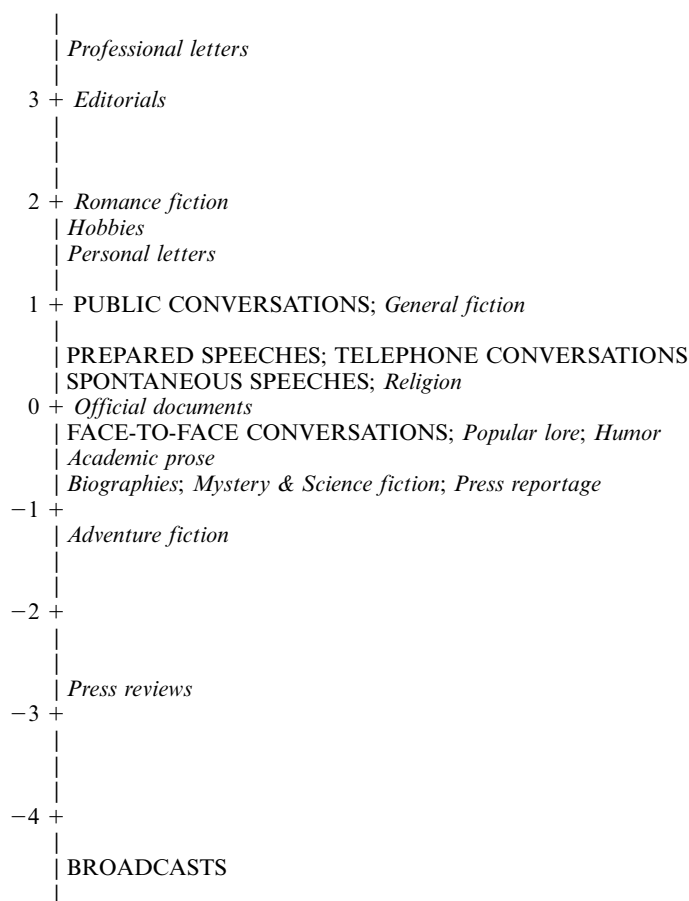 Professional letters
3 + Editorials
2 + Romance fiction
Hobbies
Personal letters
1 + PUBLIC CONVERSATIONS; General fiction
PREPARED SPEECHES; TELEPHONE CONVERSATIONS
SPONTANEOUS SPEECHES; Religion
0 + Official documents
FACE-TO-FACE CONVERSATIONS; Popular lore; Humor
Academic prose
Biographies; Mystery & Science fiction; Press reportage
−1 +
Adventure fiction
−2 +
Press reviews
−3 +
−4 +
BROADCASTS